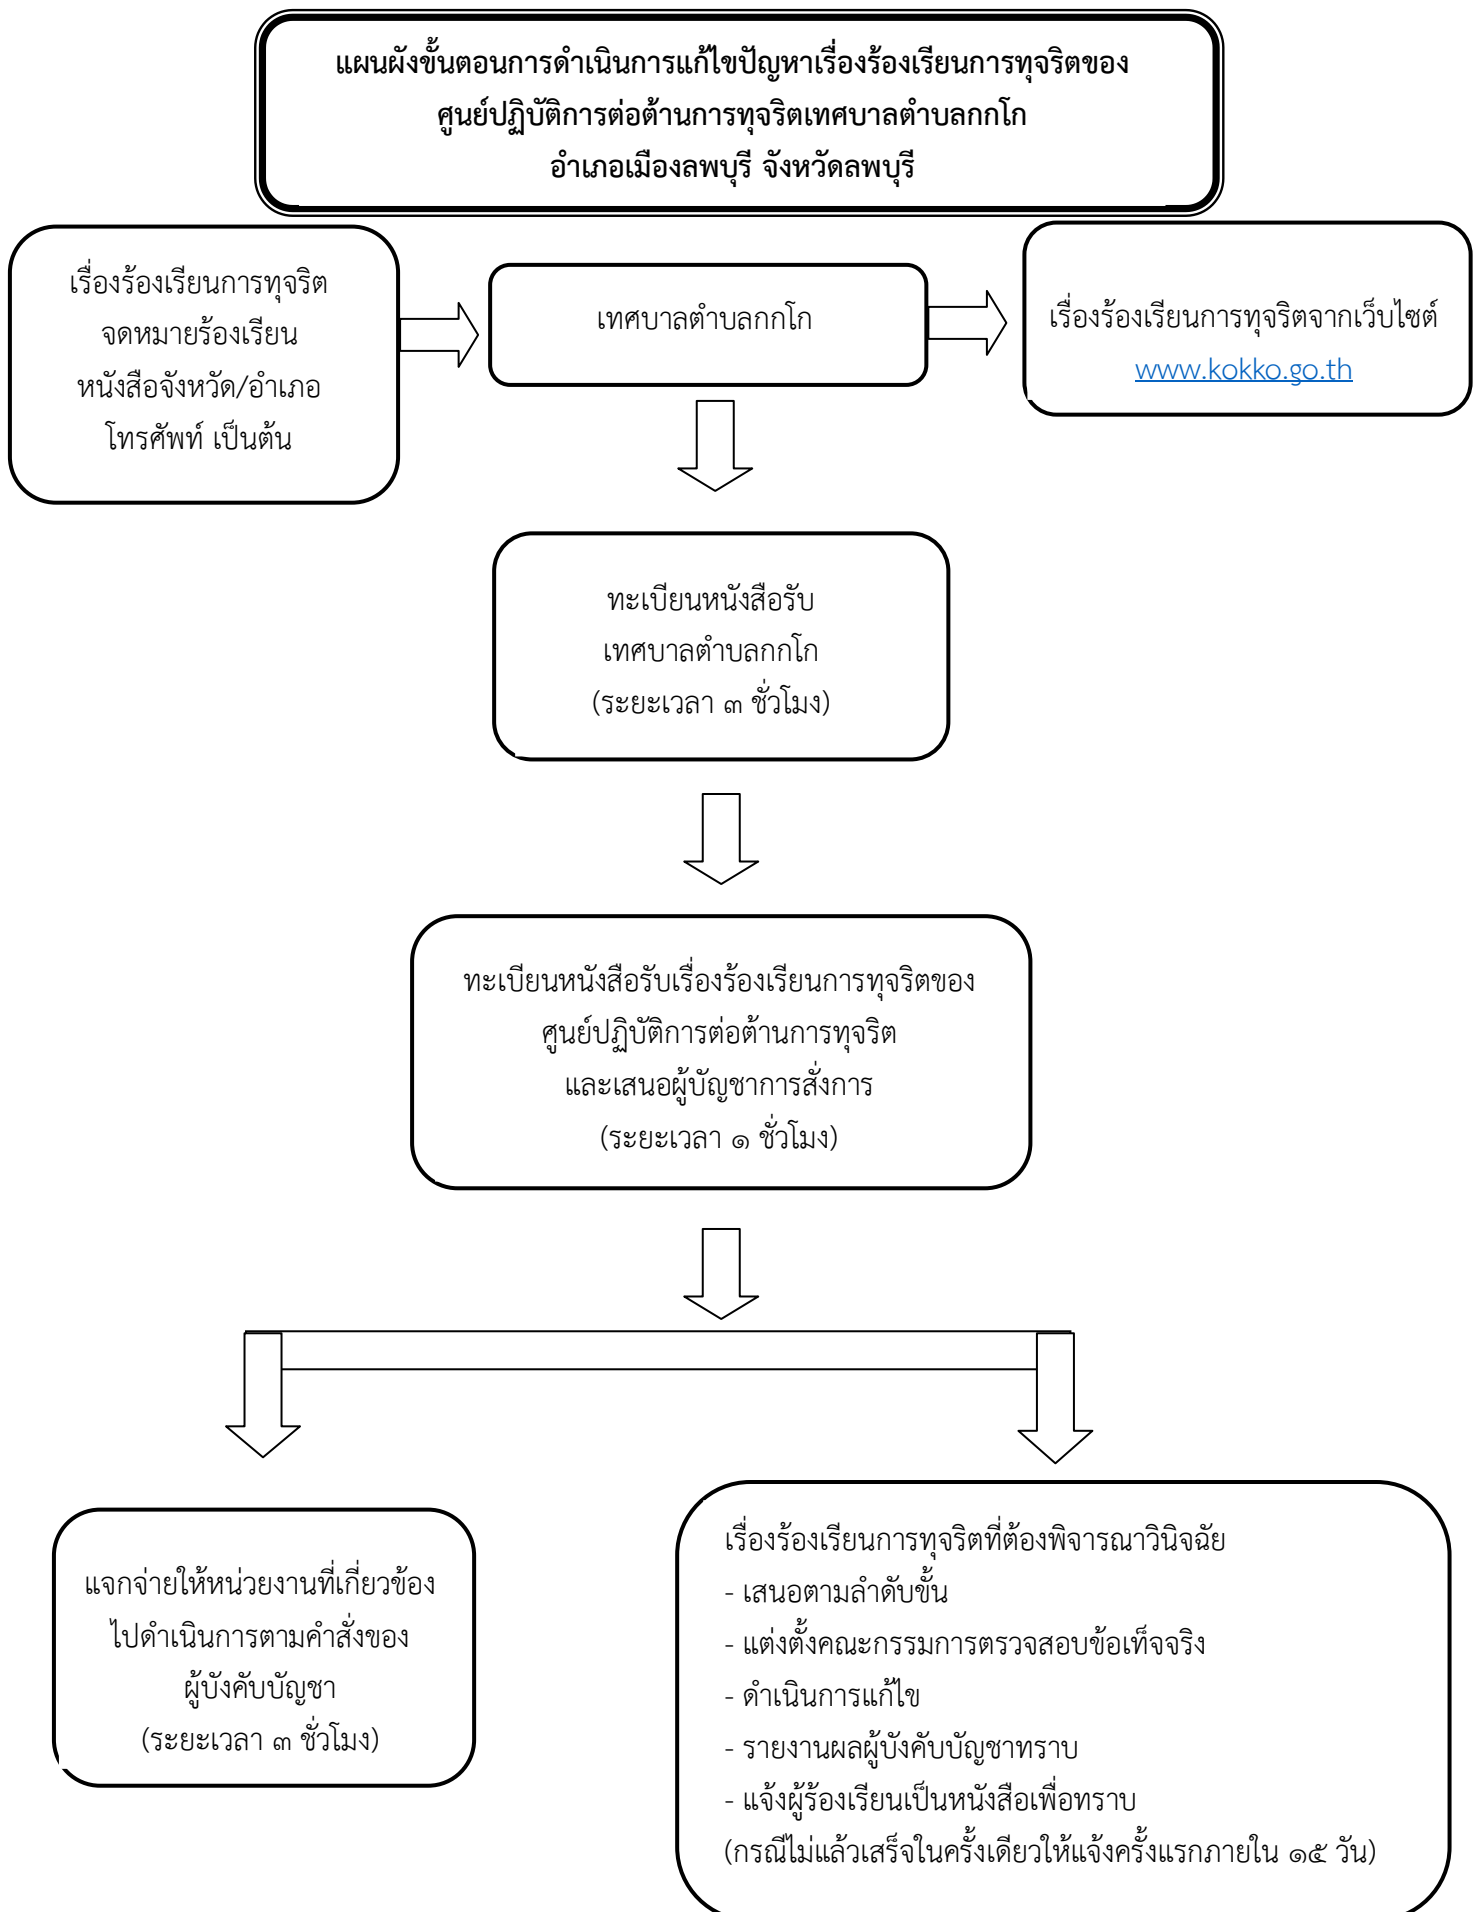 แผนผังขั้นตอนการดำเนินการแก้ไขปัญหาเรื่องร้องเรียนการทุจริตของ
ศูนย์ปฏิบัติการต่อต้านการทุจริตเทศบาลตำบลกกโก
อำเภอเมืองลพบุรี จังหวัดลพบุรี
เรื่องร้องเรียนการทุจริต
จดหมายร้องเรียน
หนังสือจังหวัด/อำเภอ
โทรศัพท์ เป็นต้น
เทศบาลตำบลกกโก
เรื่องร้องเรียนการทุจริตจากเว็บไซต์
www.kokko.go.th
ทะเบียนหนังสือรับ
เทศบาลตำบลกกโก
(ระยะเวลา ๓ ชั่วโมง)
ทะเบียนหนังสือรับเรื่องร้องเรียนการทุจริตของ
ศูนย์ปฏิบัติการต่อต้านการทุจริต
และเสนอผู้บัญชาการสั่งการ
(ระยะเวลา ๑ ชั่วโมง)
แจกจ่ายให้หน่วยงานที่เกี่ยวข้อง
ไปดำเนินการตามคำสั่งของ
ผู้บังคับบัญชา
(ระยะเวลา ๓ ชั่วโมง)
เรื่องร้องเรียนการทุจริตที่ต้องพิจารณาวินิจฉัย
- เสนอตามลำดับขั้น
- แต่งตั้งคณะกรรมการตรวจสอบข้อเท็จจริง
- ดำเนินการแก้ไข
- รายงานผลผู้บังคับบัญชาทราบ
- แจ้งผู้ร้องเรียนเป็นหนังสือเพื่อทราบ
(กรณีไม่แล้วเสร็จในครั้งเดียวให้แจ้งครั้งแรกภายใน ๑๕ วัน)